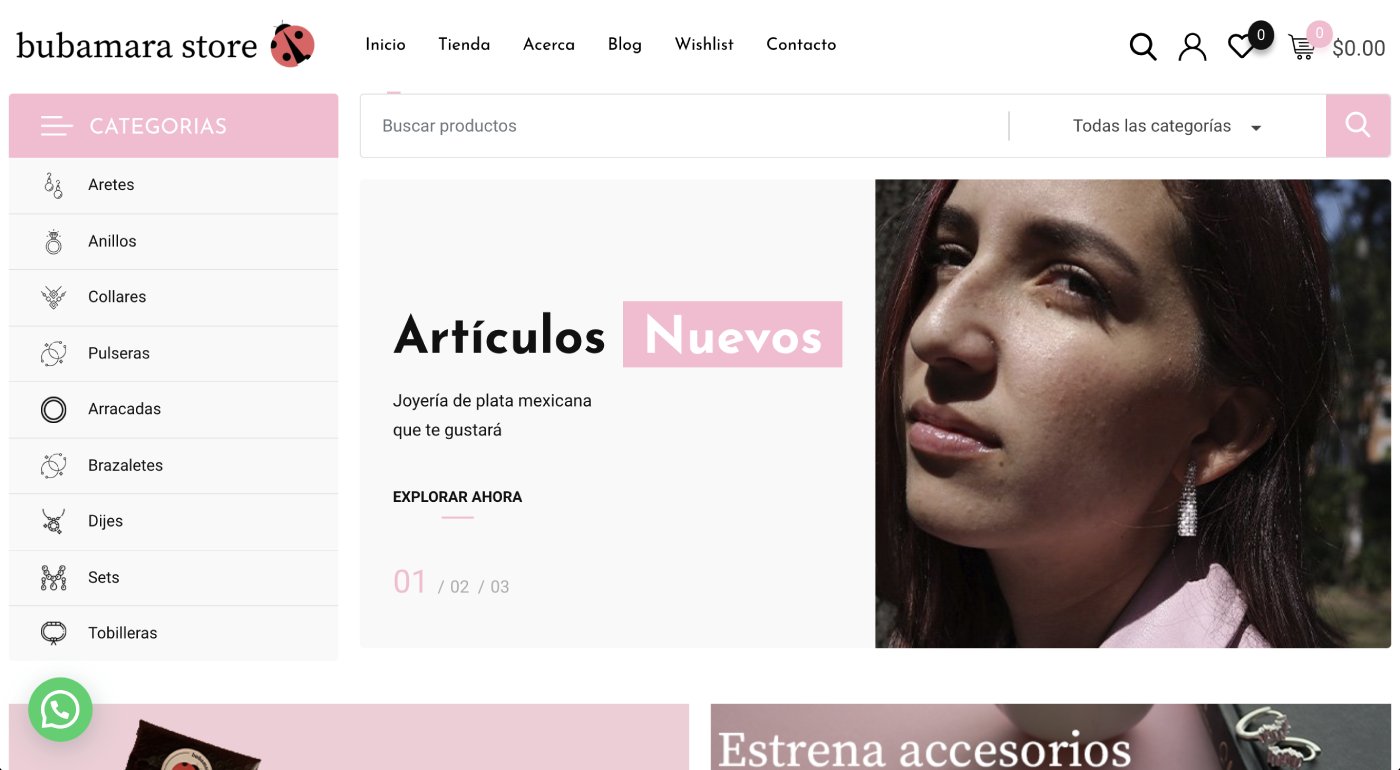 bubamara store
Inicio Tienda Acerca Blog Wishlist Contacto
0
0
$0.00
CATEGORIAS
Buscar productos
Todas las categorías
Aretes
Anillos
Collares
Pulseras
Arracadas
Brazaletes
Dijes
Sets
Tobilleras
Artículos Nuevos
Joyería de plata mexicana
que te gustará
EXPLORAR AHORA
01 / 02 / 03
Estrena accesorios